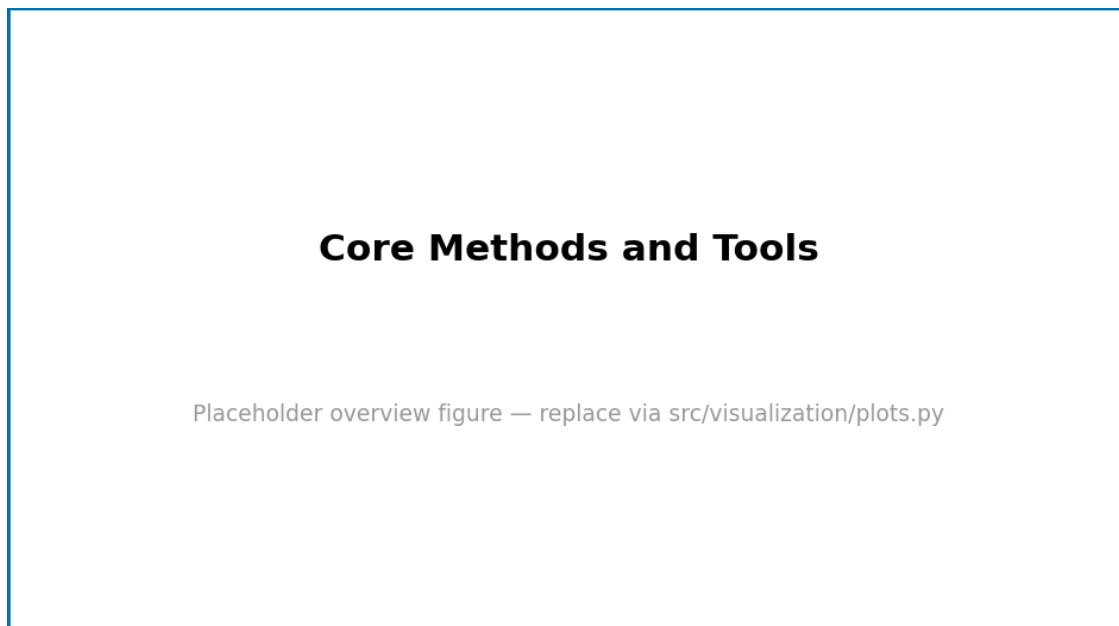 Core Methods and Tools
Placeholder overview figure — replace via src/visualization/plots.py